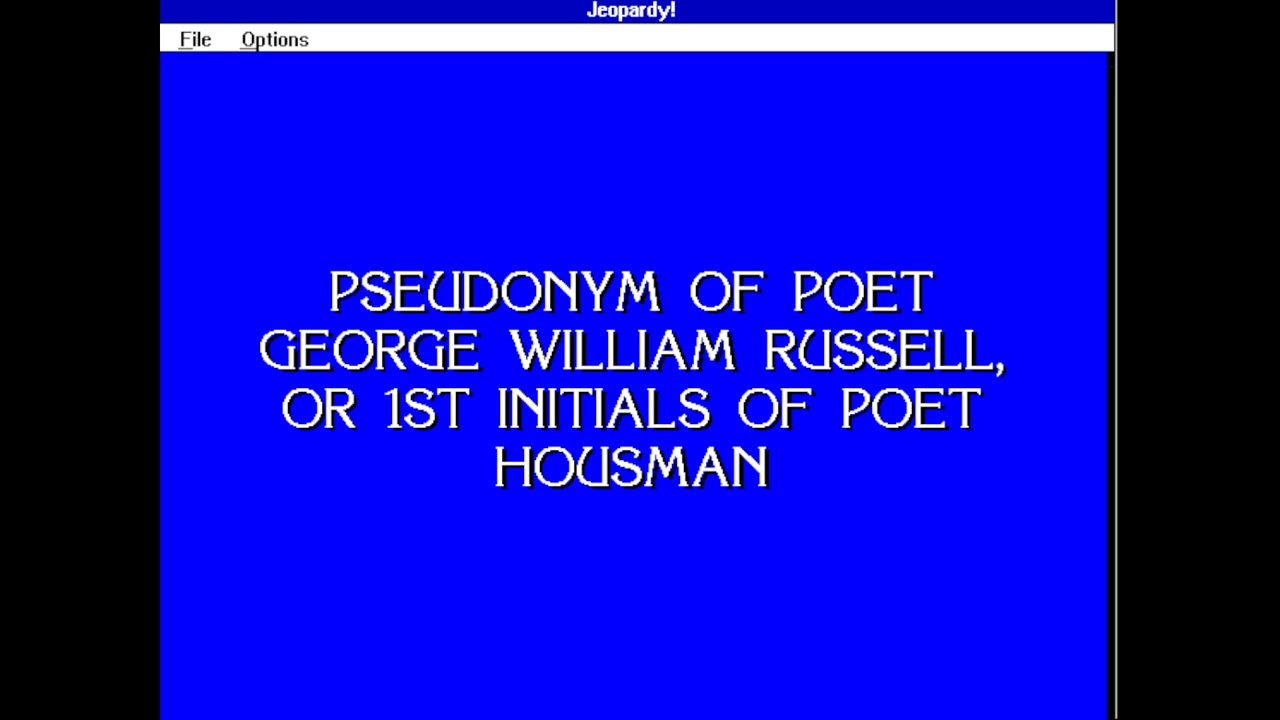 Jeopardy!
File Options
PSEUDONYM OF POET
GEORGE WILLIAM RUSSELL,
OR 1ST INITIALS OF POET
HOUSMAN